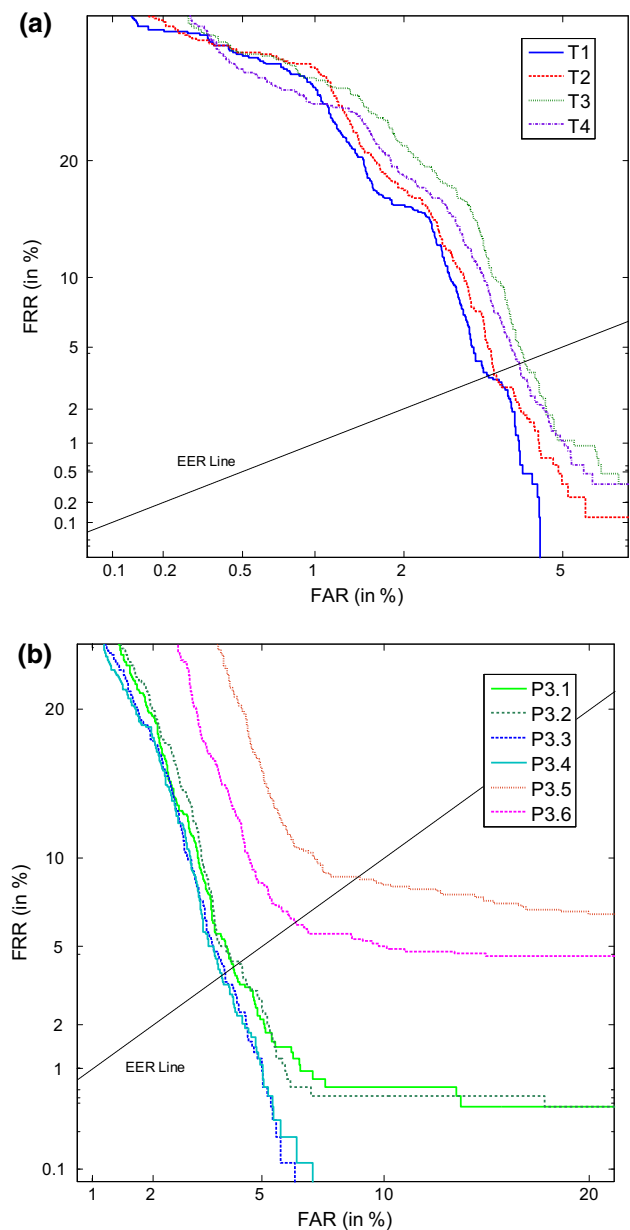 (a)
T1
T2
T3
T4
20
10
5
2
1
0.5
0.2
0.1
FRR (in %)
EER Line
0.1 0.2 0.5 1 2 5
FAR (in %)
(b)
P3.1
P3.2
P3.3
P3.4
P3.5
P3.6
20
10
5
2
1
0.1
FRR (in %)
EER Line
1 2 5 10 20
FAR (in %)